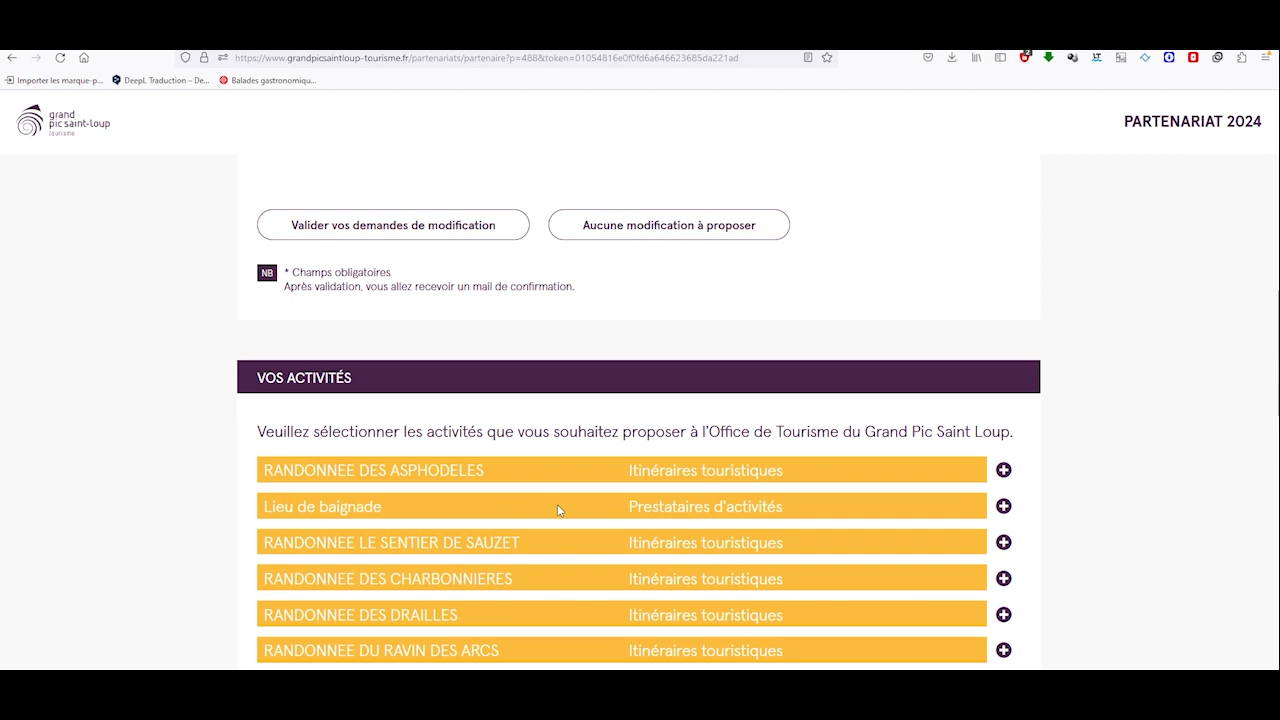 https://www.grandpicsaintloup-tourisme.fr/partenariats/partenaire?p=488&token=01054816e0f0fd6a646623685da221ad
Importer les marque-p... DeepL Traduction – De... Balades gastronomiqu...
grand
pic saint-loup
tourisme
PARTENARIAT 2024
Valider vos demandes de modification Aucune modification à proposer
NB * Champs obligatoires
Après validation, vous allez recevoir un mail de confirmation.
VOS ACTIVITÉS
Veuillez sélectionner les activités que vous souhaitez proposer à l'Office de Tourisme du Grand Pic Saint Loup.
RANDONNEE DES ASPHODELES Itinéraires touristiques
Lieu de baignade Prestataires d'activités
RANDONNEE LE SENTIER DE SAUZET Itinéraires touristiques
RANDONNEE DES CHARBONNIERES Itinéraires touristiques
RANDONNEE DES DRAILLES Itinéraires touristiques
RANDONNEE DU RAVIN DES ARCS Itinéraires touristiques